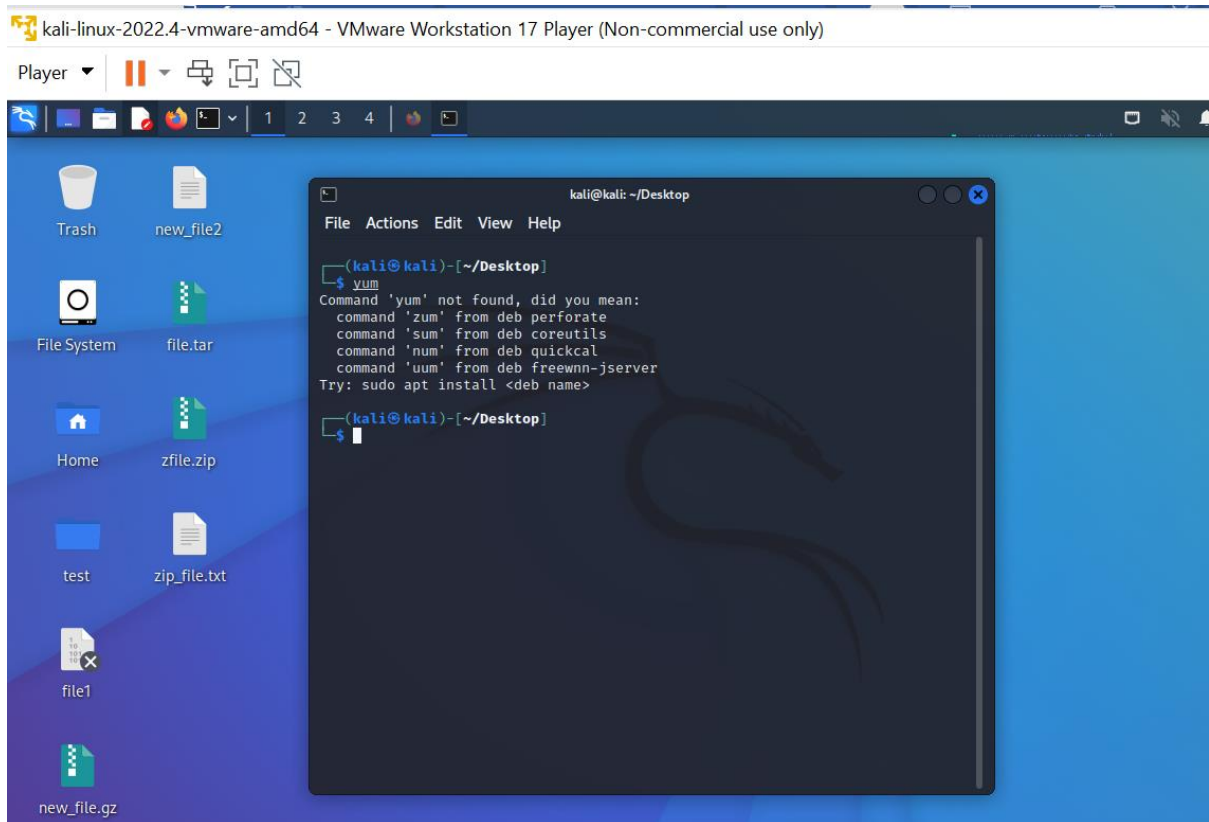 kali-linux-2022.4-vmware-amd64 - VMware Workstation 17 Player (Non-commercial use only)
Player
1 2 3 4
kali@kali: ~/Desktop
File Actions Edit View Help
┌──(kali㉿kali)-[~/Desktop]
└─$ yum
Command 'yum' not found, did you mean:
  command 'zum' from deb perforate
  command 'sum' from deb coreutils
  command 'num' from deb quickcal
  command 'uum' from deb freewnn-jserver
Try: sudo apt install <deb name>
┌──(kali㉿kali)-[~/Desktop]
└─$
Trash
new_file2
File System
file.tar
Home
zfile.zip
test
zip_file.txt
file1
new_file.gz